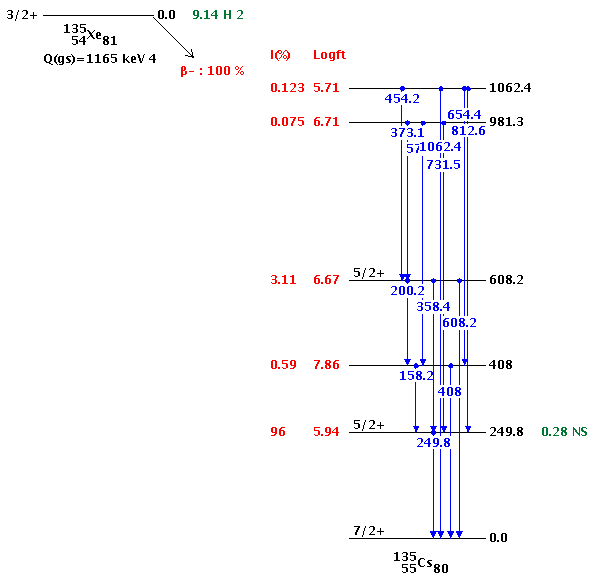 3/2+ 0.0 9.14 H 2
135
54 Xe 81
Q(gs)=1165 keV 4
β- : 100 %
I(%) Logft
0.123 5.71 1062.4
454.2
654.4
0.075 6.71 981.3
373.1 812.6
57 1062.4
731.5
3.11 6.67 5/2+ 608.2
200.2
358.4
608.2
0.59 7.86 408
158.2
408
96 5.94 5/2+ 249.8 0.28 NS
249.8
7/2+ 0.0
135
55 Cs 80